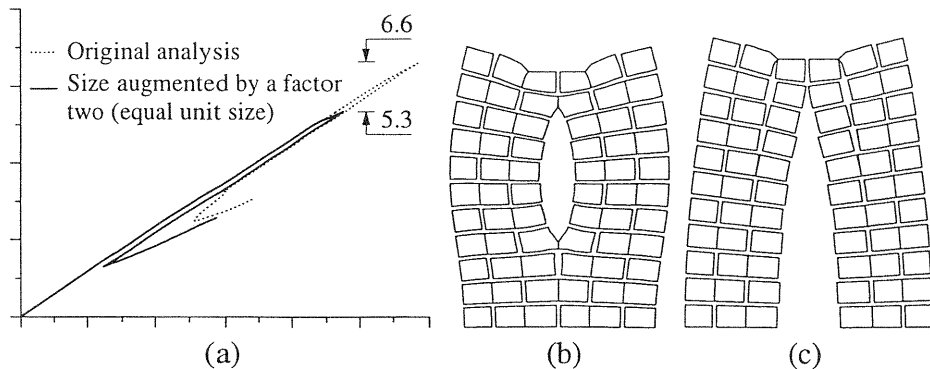 6.6
Original analysis
Size augmented by a factor
two (equal unit size)
5.3
(a)
(b)
(c)